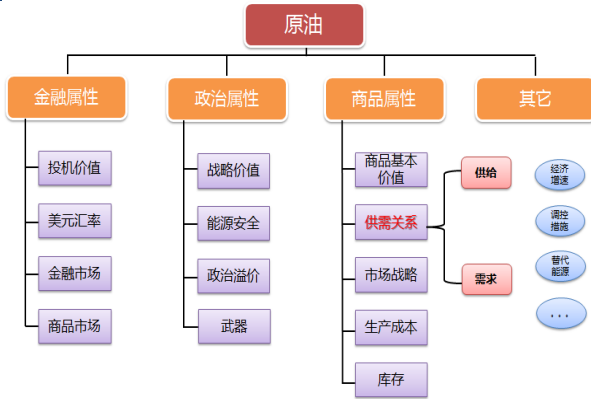 原油
金融属性
政治属性
商品属性
其它
投机价值
美元汇率
金融市场
商品市场
战略价值
能源安全
政治溢价
武器
商品基本
价值
供需关系
市场战略
生产成本
库存
供给
需求
经济
增速
调控
措施
替代
能源
...